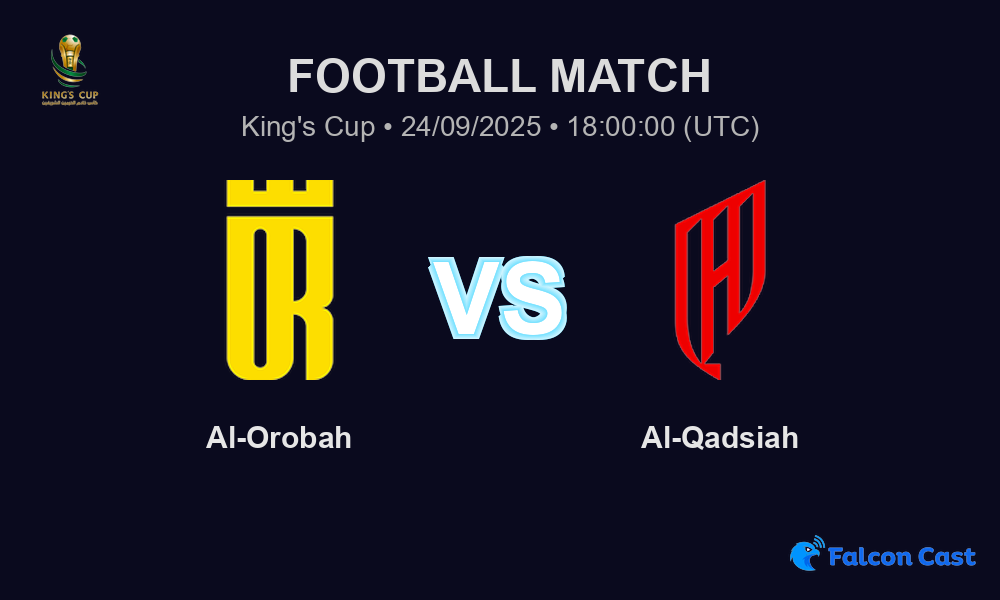 KING'S CUP
FOOTBALL MATCH
King's Cup • 24/09/2025 • 18:00:00 (UTC)
VS
Al-Orobah
Al-Qadsiah
Falcon Cast